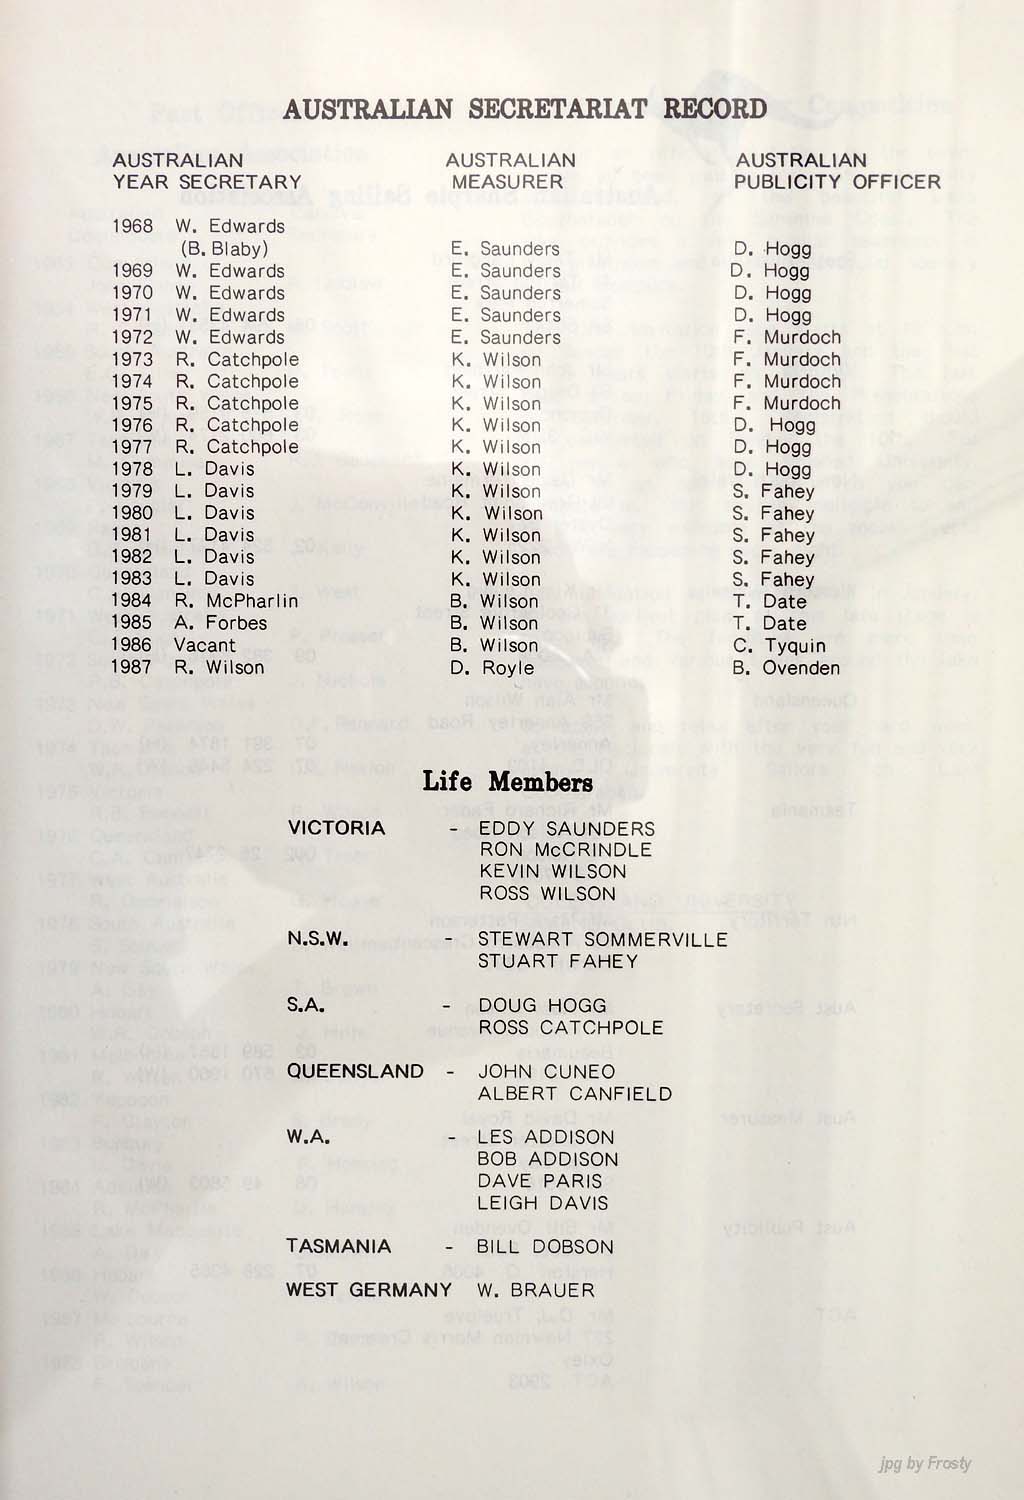 AUSTRALIAN SECRETARIAT RECORD
AUSTRALIAN AUSTRALIAN AUSTRALIAN
YEAR SECRETARY MEASURER PUBLICITY OFFICER
1968 W. Edwards
(B. Blaby) E. Saunders D. Hogg
1969 W. Edwards E. Saunders D. Hogg
1970 W. Edwards E. Saunders D. Hogg
1971 W. Edwards E. Saunders D. Hogg
1972 W. Edwards E. Saunders F. Murdoch
1973 R. Catchpole K. Wilson F. Murdoch
1974 R. Catchpole K. Wilson F. Murdoch
1975 R. Catchpole K. Wilson F. Murdoch
1976 R. Catchpole K. Wilson D. Hogg
1977 R. Catchpole K. Wilson D. Hogg
1978 L. Davis K. Wilson D. Hogg
1979 L. Davis K. Wilson S. Fahey
1980 L. Davis K. Wilson S. Fahey
1981 L. Davis K. Wilson S. Fahey
1982 L. Davis K. Wilson S. Fahey
1983 L. Davis K. Wilson S. Fahey
1984 R. McPharlin B. Wilson T. Date
1985 A. Forbes B. Wilson T. Date
1986 Vacant B. Wilson C. Tyquin
1987 R. Wilson D. Royle B. Ovenden
Life Members
VICTORIA - EDDY SAUNDERS
RON McCRINDLE
KEVIN WILSON
ROSS WILSON
N.S.W. - STEWART SOMMERVILLE
STUART FAHEY
S.A. - DOUG HOGG
ROSS CATCHPOLE
QUEENSLAND - JOHN CUNEO
ALBERT CANFIELD
W.A. - LES ADDISON
BOB ADDISON
DAVE PARIS
LEIGH DAVIS
TASMANIA - BILL DOBSON
WEST GERMANY W. BRAUER
jpg by Frosty